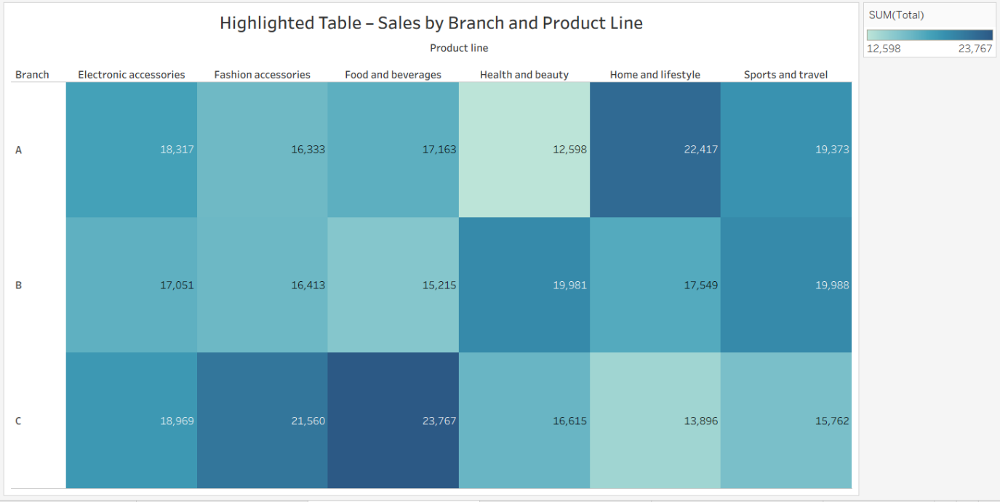 Highlighted Table – Sales by Branch and Product Line
Product line
Branch Electronic accessories Fashion accessories Food and beverages Health and beauty Home and lifestyle Sports and travel
A 18,317 16,333 17,163 12,598 22,417 19,373
B 17,051 16,413 15,215 19,981 17,549 19,988
C 18,969 21,560 23,767 16,615 13,896 15,762
SUM(Total)
12,598 23,767